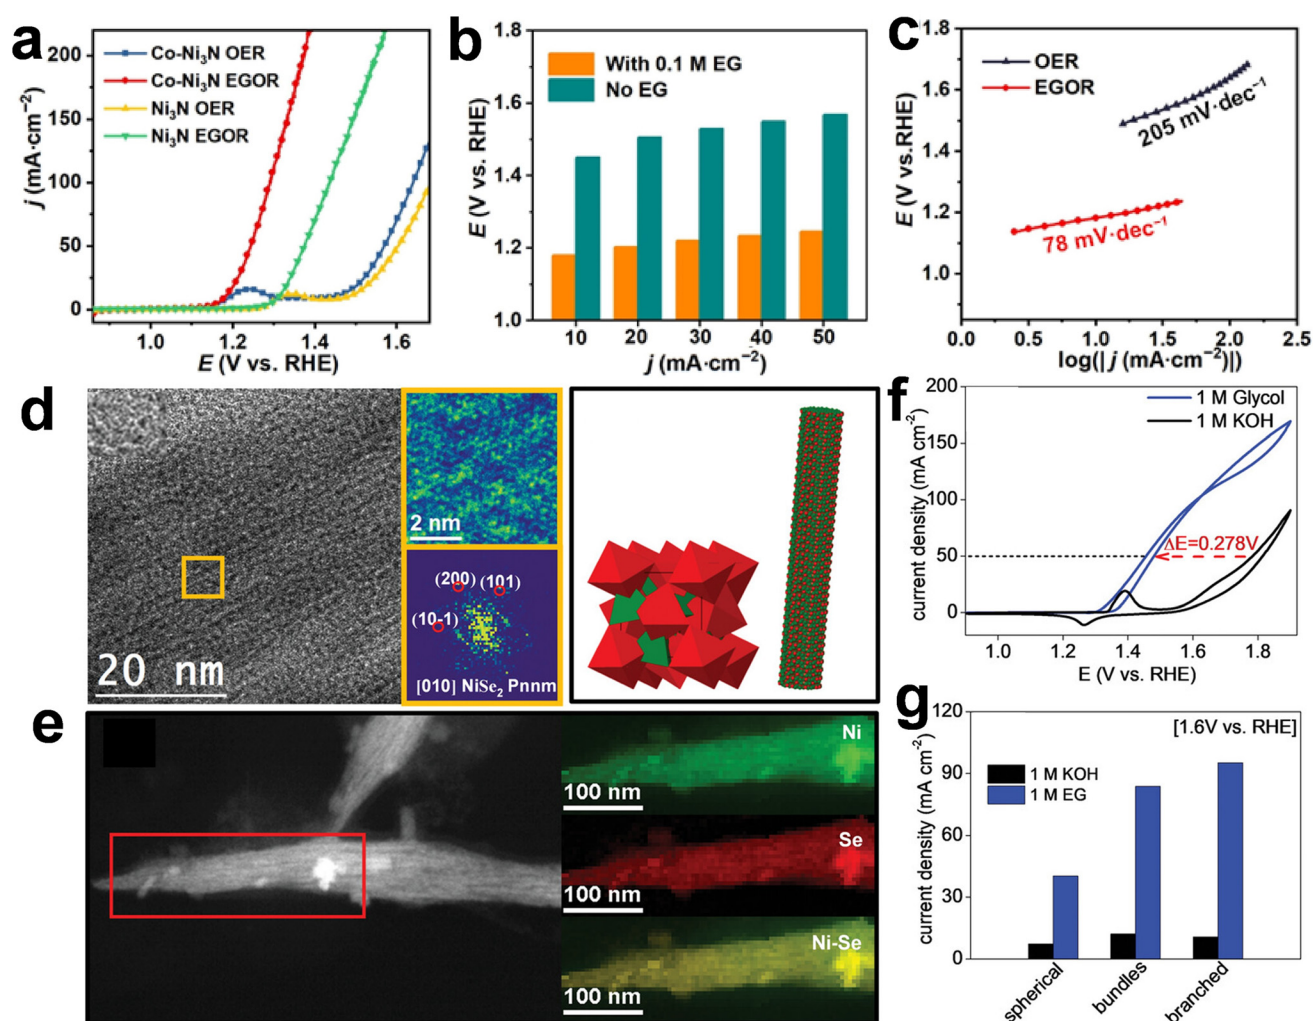 a
200
150
100
50
0
j (mA·cm⁻²)
Co-Ni₃N OER
Co-Ni₃N EGOR
Ni₃N OER
Ni₃N EGOR
1.0 1.2 1.4 1.6
E (V vs. RHE)
b
1.8
1.6
1.4
1.2
1.0
E (V vs. RHE)
With 0.1 M EG
No EG
10 20 30 40 50
j (mA·cm⁻²)
c
1.8
1.6
1.4
1.2
1.0
E (V vs.RHE)
OER
EGOR
205 mV·dec⁻¹
78 mV·dec⁻¹
0.0 0.5 1.0 1.5 2.0 2.5
log(| j (mA·cm⁻²)|)
d
20 nm
2 nm
(200) (101)
(10-1)
[010] NiSe₂ Pnnm
f
200
150
100
50
0
current density (mA cm⁻²)
1 M Glycol
1 M KOH
ΔE=0.278V
1.0 1.2 1.4 1.6 1.8
E (V vs. RHE)
e
Ni
100 nm
Se
100 nm
Ni-Se
100 nm
g
120
90
60
30
0
current density (mA cm⁻²)
[1.6V vs. RHE]
1 M KOH
1 M EG
spherical
bundles
branched